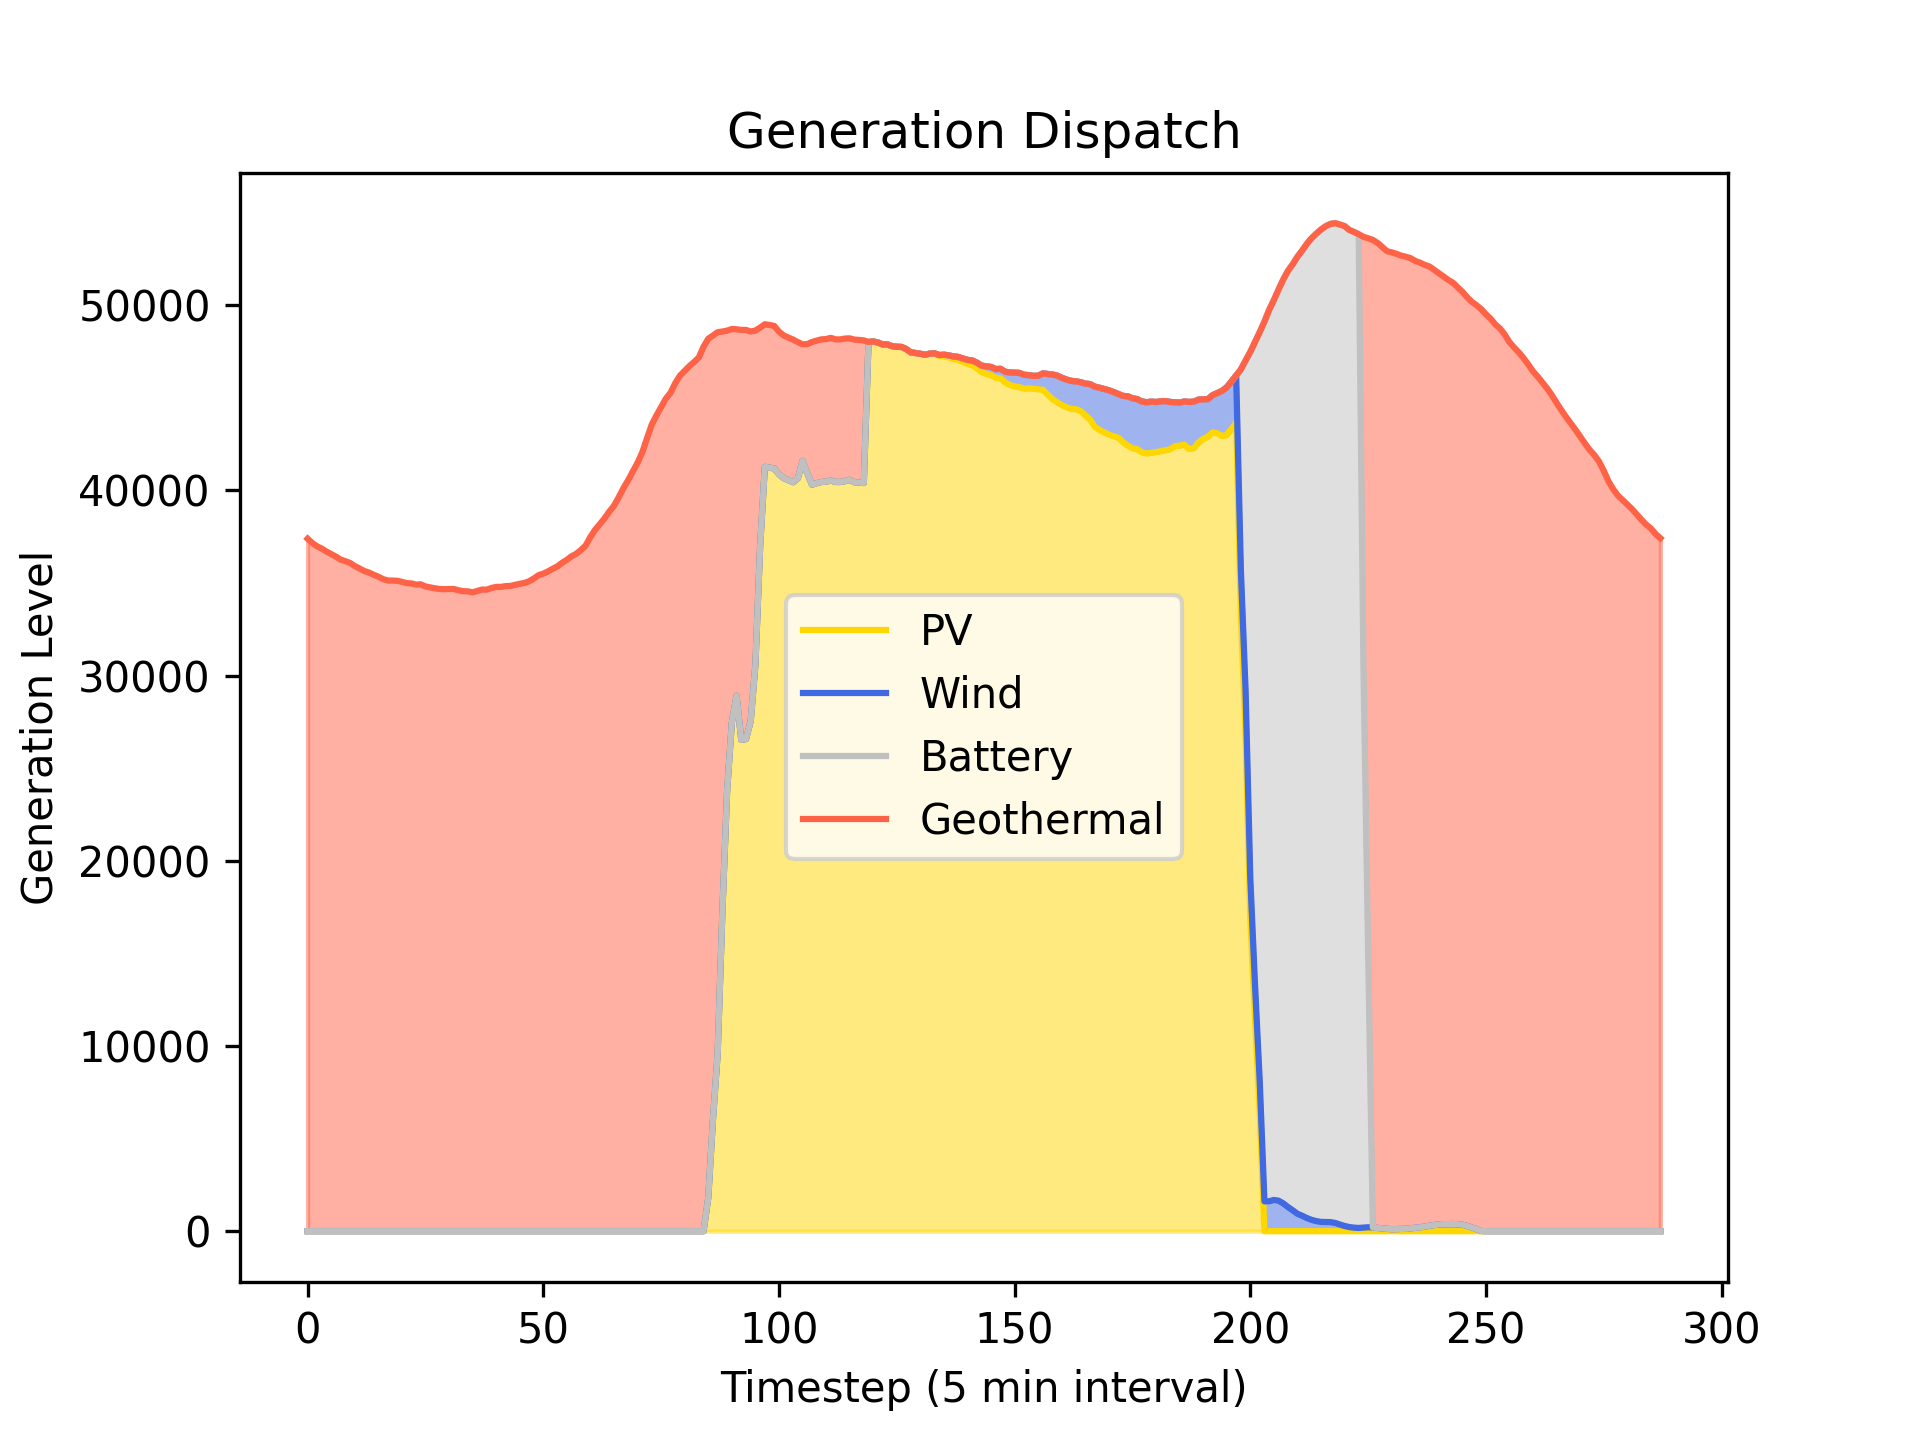 Generation Dispatch
Generation Level
50000
40000
30000
20000
10000
0
PV
Wind
Battery
Geothermal
0 50 100 150 200 250 300
Timestep (5 min interval)